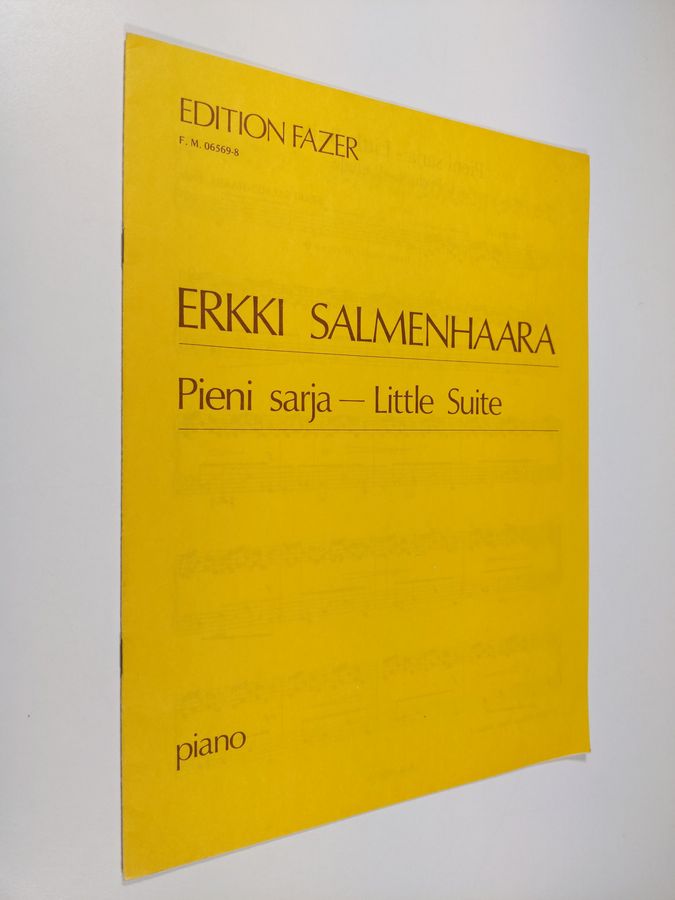 EDITION FAZER
F. M. 06569-8
ERKKI SALMENHAARA
Pieni sarja — Little Suite
piano